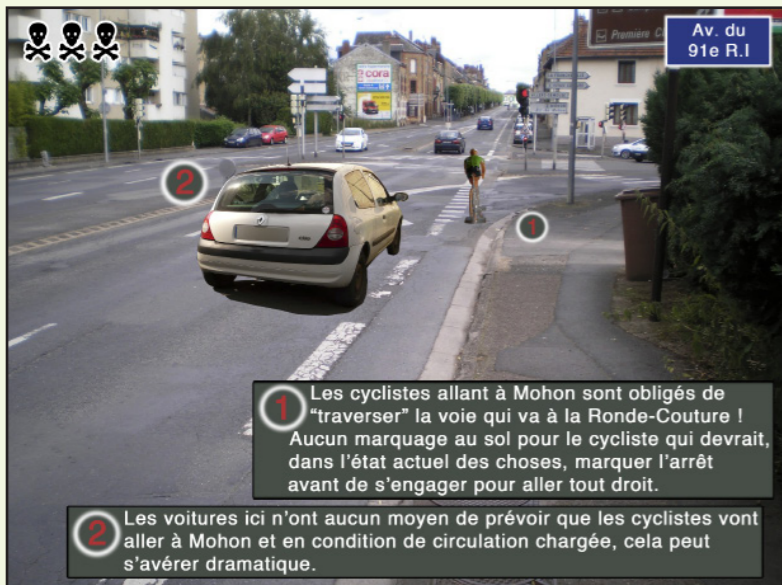 Av. du
91e R.I
Première
cora
2
1
1 Les cyclistes allant à Mohon sont obligés de
"traverser" la voie qui va à la Ronde-Couture !
Aucun marquage au sol pour le cycliste qui devrait,
dans l'état actuel des choses, marquer l'arrêt
avant de s'engager pour aller tout droit.
2 Les voitures ici n'ont aucun moyen de prévoir que les cyclistes vont
aller à Mohon et en condition de circulation chargée, cela peut
s'avérer dramatique.